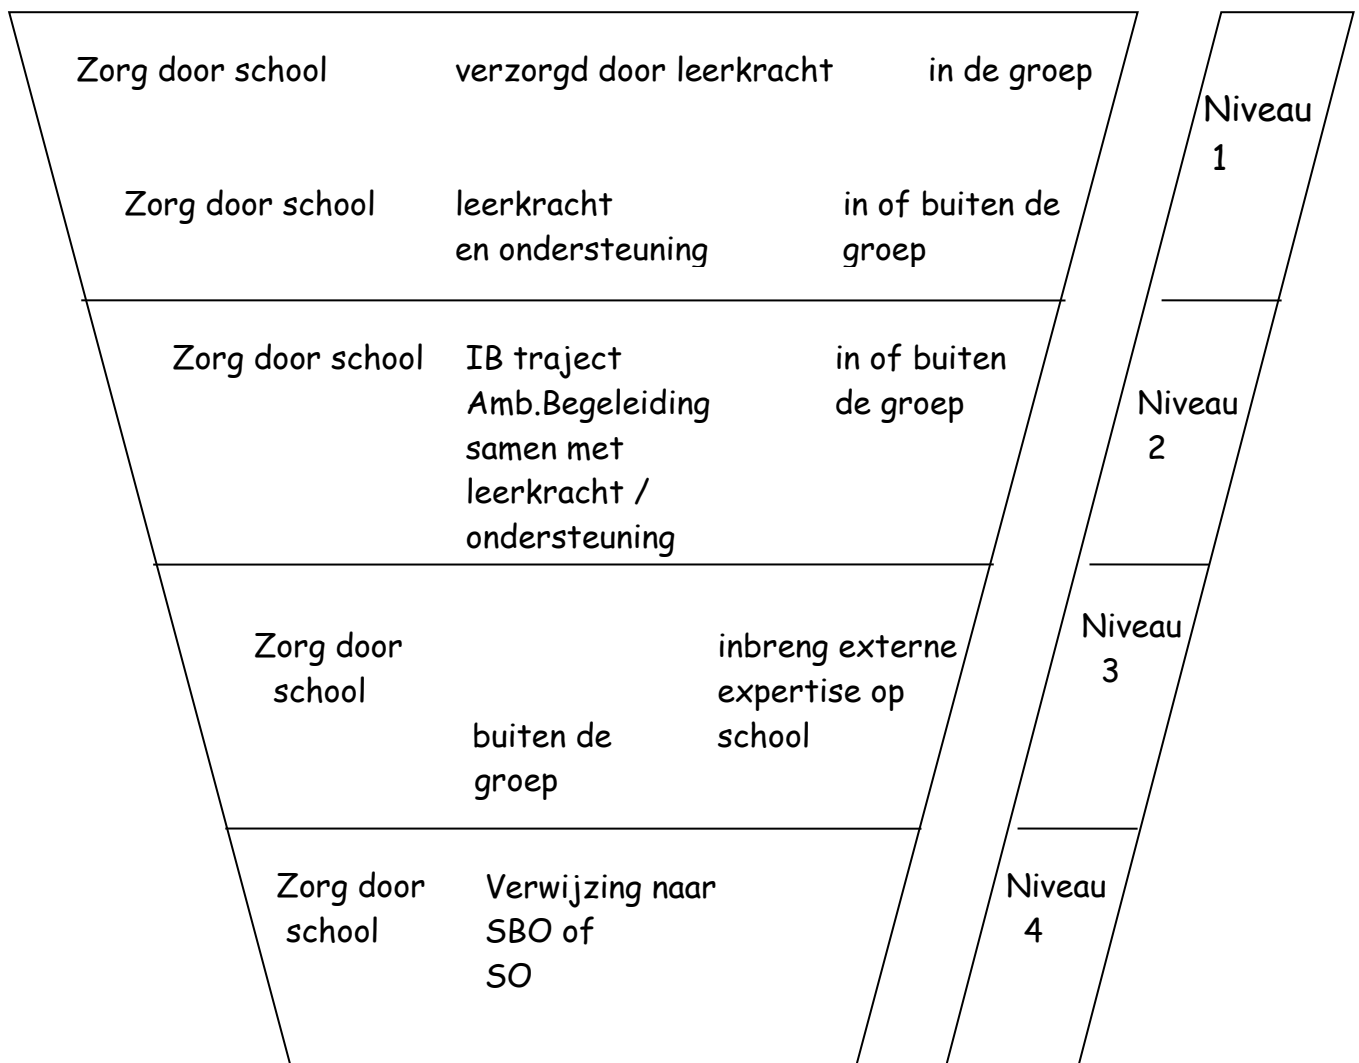 Zorg door school verzorgd door leerkracht in de groep
Niveau
1
Zorg door school leerkracht in of buiten de
en ondersteuning groep
Zorg door school IB traject in of buiten
Amb.Begeleiding de groep Niveau
samen met 2
leerkracht /
ondersteuning
Niveau
Zorg door inbreng externe
school expertise op 3
buiten de school
groep
Zorg door Verwijzing naar Niveau
school SBO of 4
SO